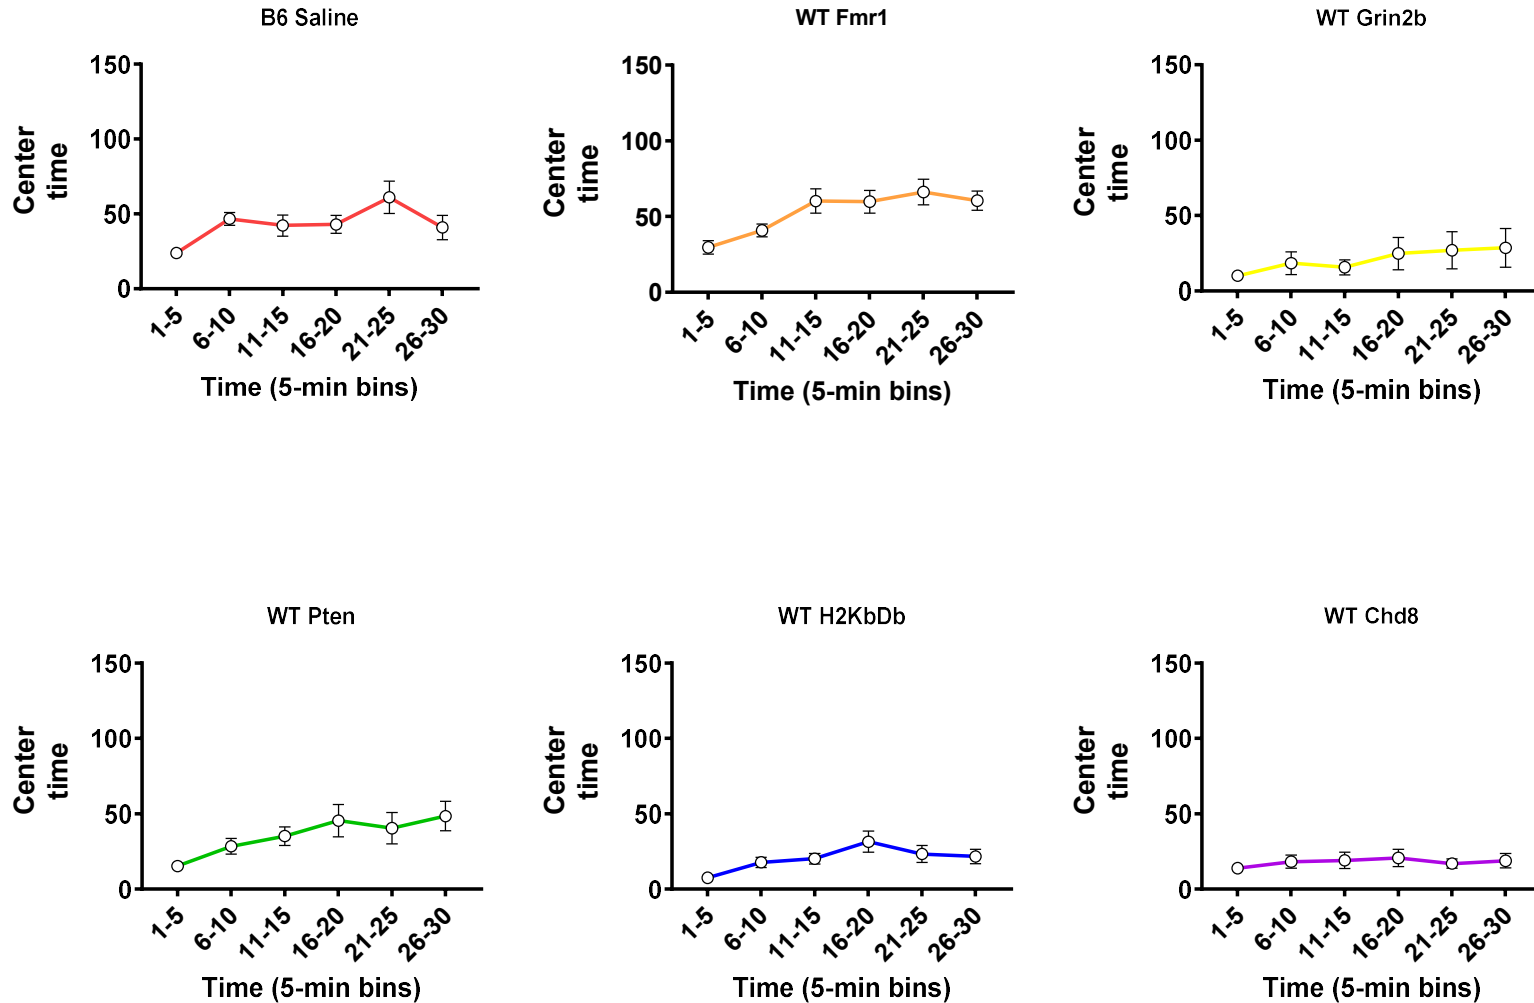 B6 Saline
150
100
50
0
Center
time
1-5
6-10
11-15
16-20
21-25
26-30
Time (5-min bins)
WT Fmr1
150
100
50
0
Center
time
1-5
6-10
11-15
16-20
21-25
26-30
Time (5-min bins)
WT Grin2b
150
100
50
0
Center
time
1-5
6-10
11-15
16-20
21-25
26-30
Time (5-min bins)
WT Pten
150
100
50
0
Center
time
1-5
6-10
11-15
16-20
21-25
26-30
Time (5-min bins)
WT H2KbDb
150
100
50
0
Center
time
1-5
6-10
11-15
16-20
21-25
26-30
Time (5-min bins)
WT Chd8
150
100
50
0
Center
time
1-5
6-10
11-15
16-20
21-25
26-30
Time (5-min bins)